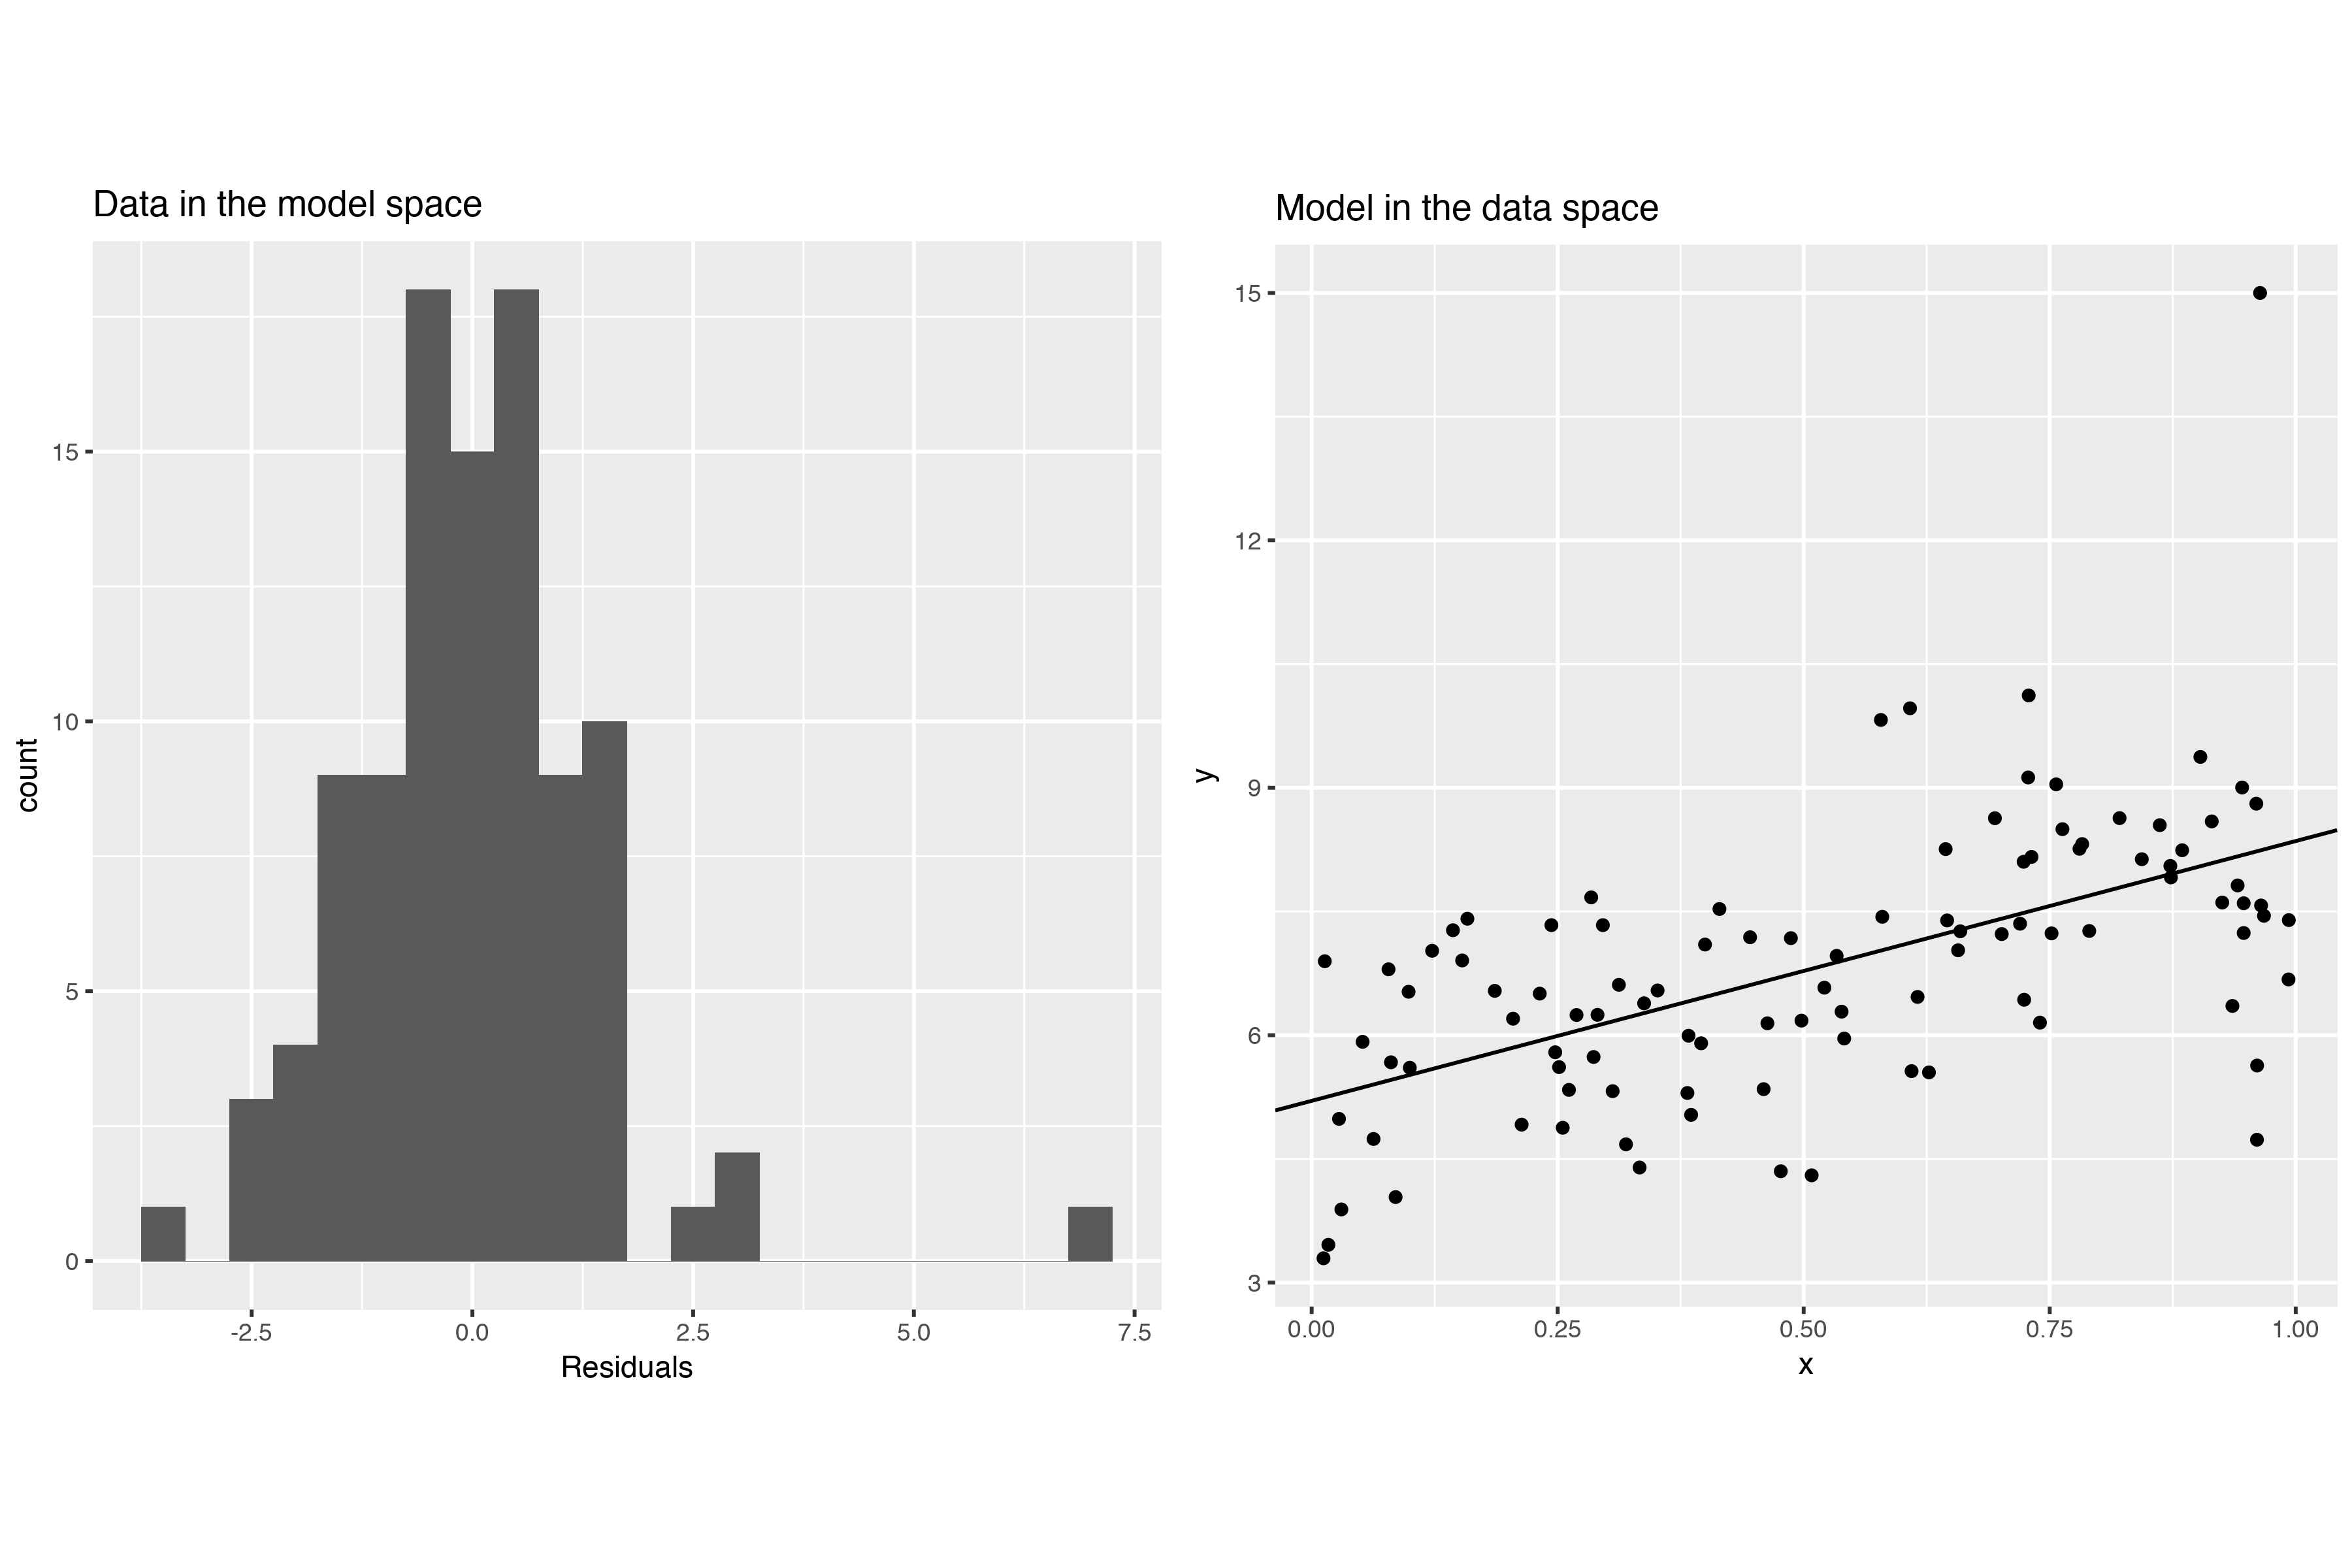 Data in the model space
count
15
10
5
0
-2.5 0.0 2.5 5.0 7.5
Residuals
Model in the data space
y
15
12
9
6
3
0.00 0.25 0.50 0.75 1.00
x